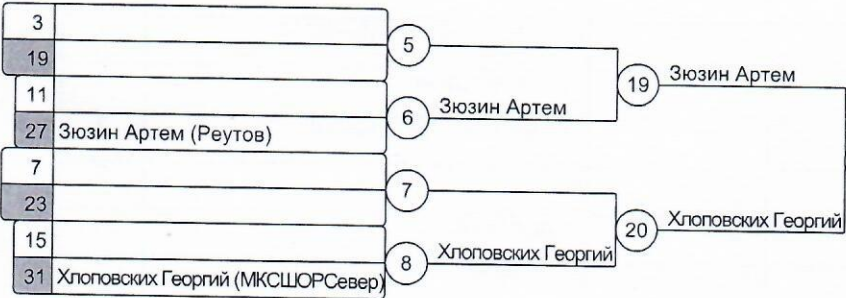 3
19
5
11
27 Зюзин Артем (Реутов)
6 Зюзин Артем
19 Зюзин Артем
7
23
7
15
31 Хлоповских Георгий (МКСШОРСевер)
8 Хлоповских Георгий
20 Хлоповских Георгий